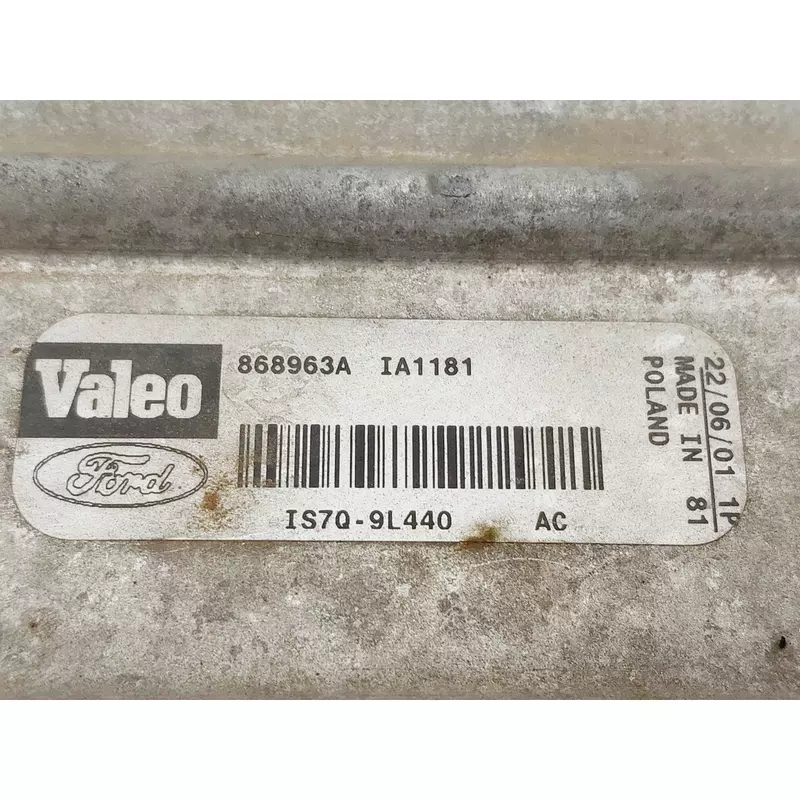 Valeo
868963A IA1181
Ford
IS7Q-9L440 AC
22/06/01 1P
MADE IN 81
POLAND